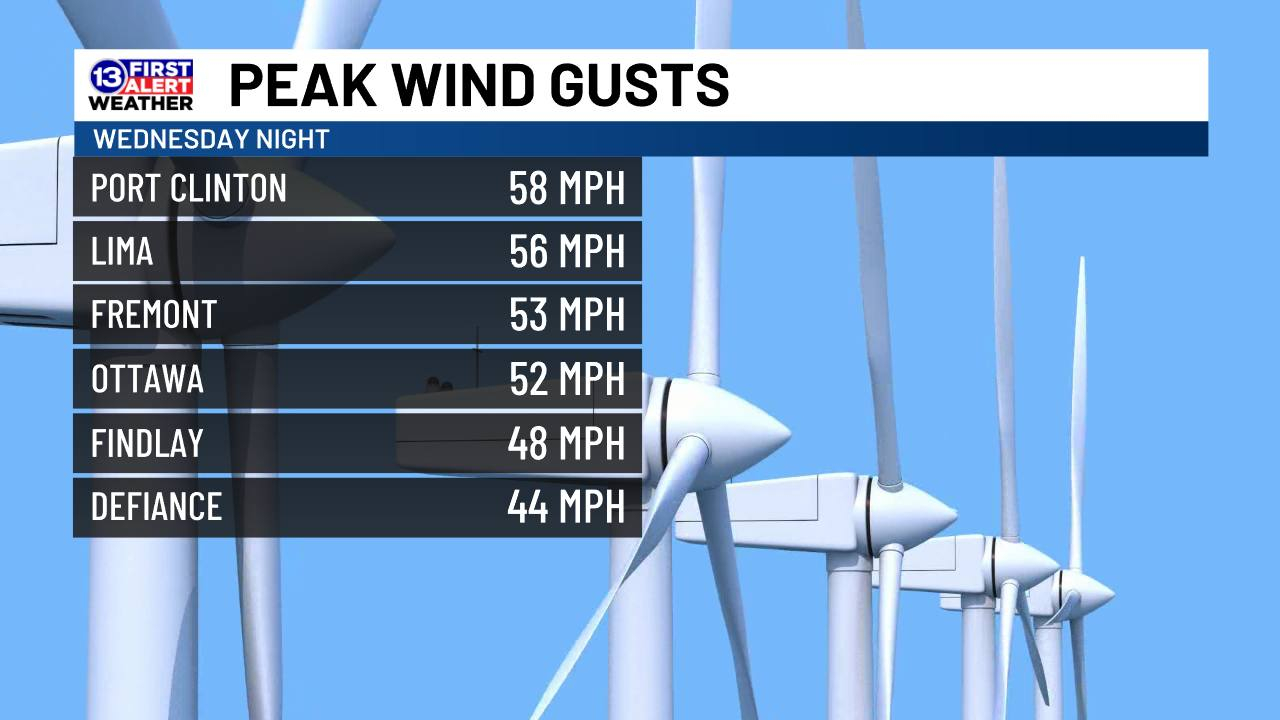 13 FIRST
ALERT
WEATHER
PEAK WIND GUSTS
WEDNESDAY NIGHT
PORT CLINTON 58 MPH
LIMA 56 MPH
FREMONT 53 MPH
OTTAWA 52 MPH
FINDLAY 48 MPH
DEFIANCE 44 MPH